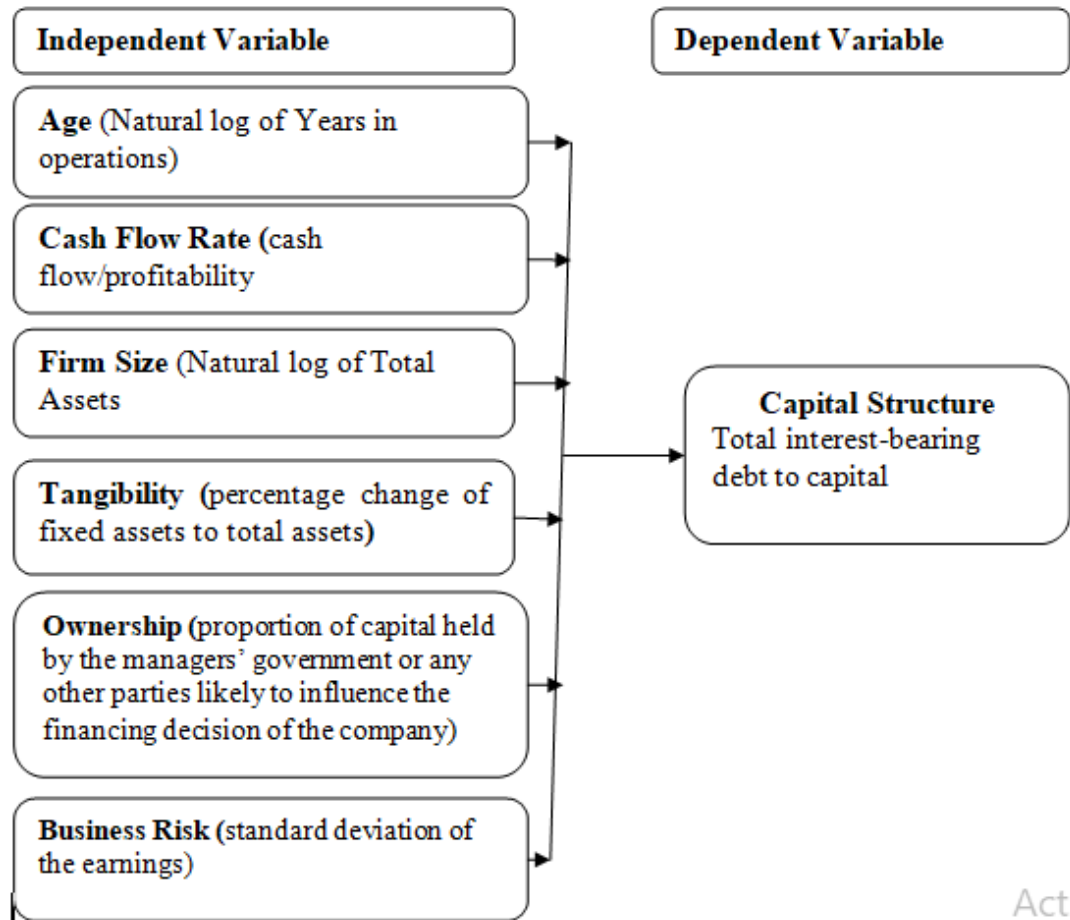 Independent Variable
Dependent Variable
Age (Natural log of Years in
operations)
Cash Flow Rate (cash
flow/profitability
Firm Size (Natural log of Total
Assets
Tangibility (percentage change of
fixed assets to total assets)
Ownership (proportion of capital held
by the managers’ government or any
other parties likely to influence the
financing decision of the company)
Business Risk (standard deviation of
the earnings)
Capital Structure
Total interest-bearing
debt to capital
Act